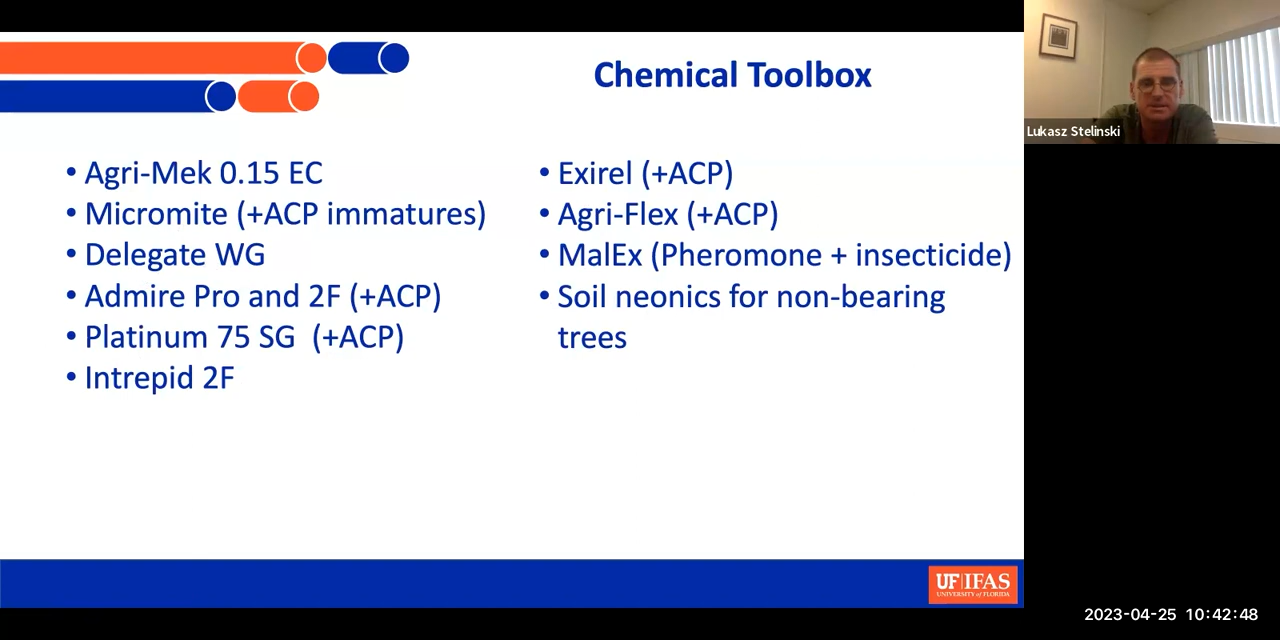 Chemical Toolbox
• Agri-Mek 0.15 EC
• Micromite (+ACP immatures)
• Delegate WG
• Admire Pro and 2F (+ACP)
• Platinum 75 SG (+ACP)
• Intrepid 2F
• Exirel (+ACP)
• Agri-Flex (+ACP)
• MalEx (Pheromone + insecticide)
• Soil neonics for non-bearing
trees
UF|IFAS
UNIVERSITY of FLORIDA
Lukasz Stelinski
2023-04-25 10:42:48